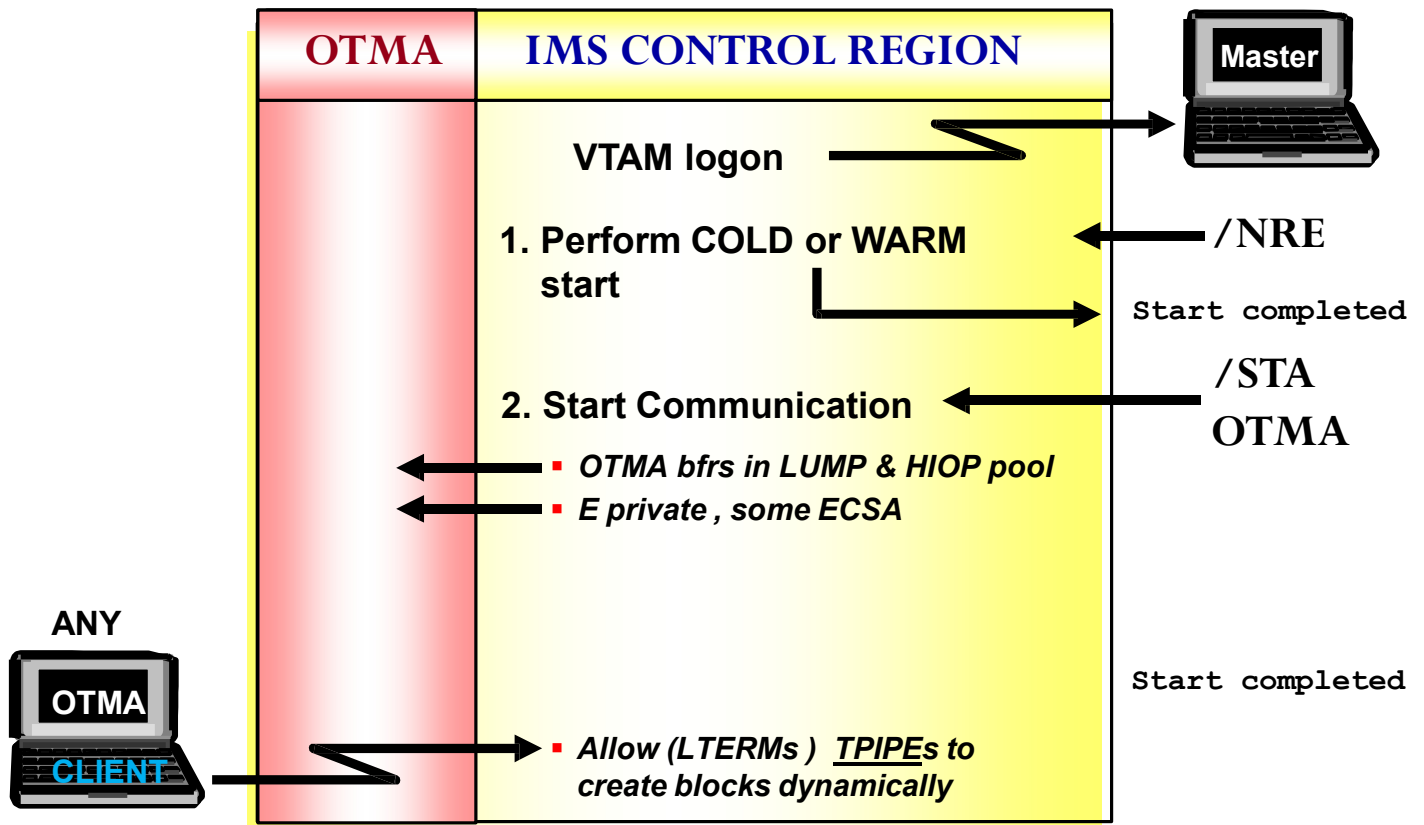 OTMA
IMS CONTROL REGION
Master
VTAM logon
1. Perform COLD or WARM
start
/NRE
Start completed
2. Start Communication
/STA
OTMA
▪ OTMA bfrs in LUMP & HIOP pool
▪ E private , some ECSA
ANY
OTMA
CLIENT
Start completed
▪ Allow (LTERMs ) TPIPEs to
create blocks dynamically